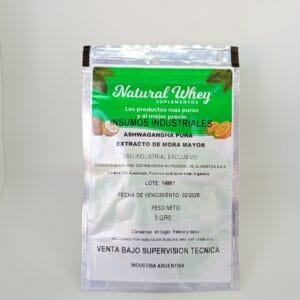 Natural Whey
SUPLEMENTOS
Los productos mas puros
y al mejor precio
INSUMOS INDUSTRIALES
ASHWAGANDHA PURA
EXTRACTO DE MORA MAYOR
USO INDUSTRIAL EXCLUSIVO
LOTE: 14981
FECHA DE VENCIMIENTO: 02/2026
PESO NETO
5 GRS
Conservar en lugar fresco y seco
VENTA BAJO SUPERVISION TECNICA
INDUSTRIA ARGENTINA